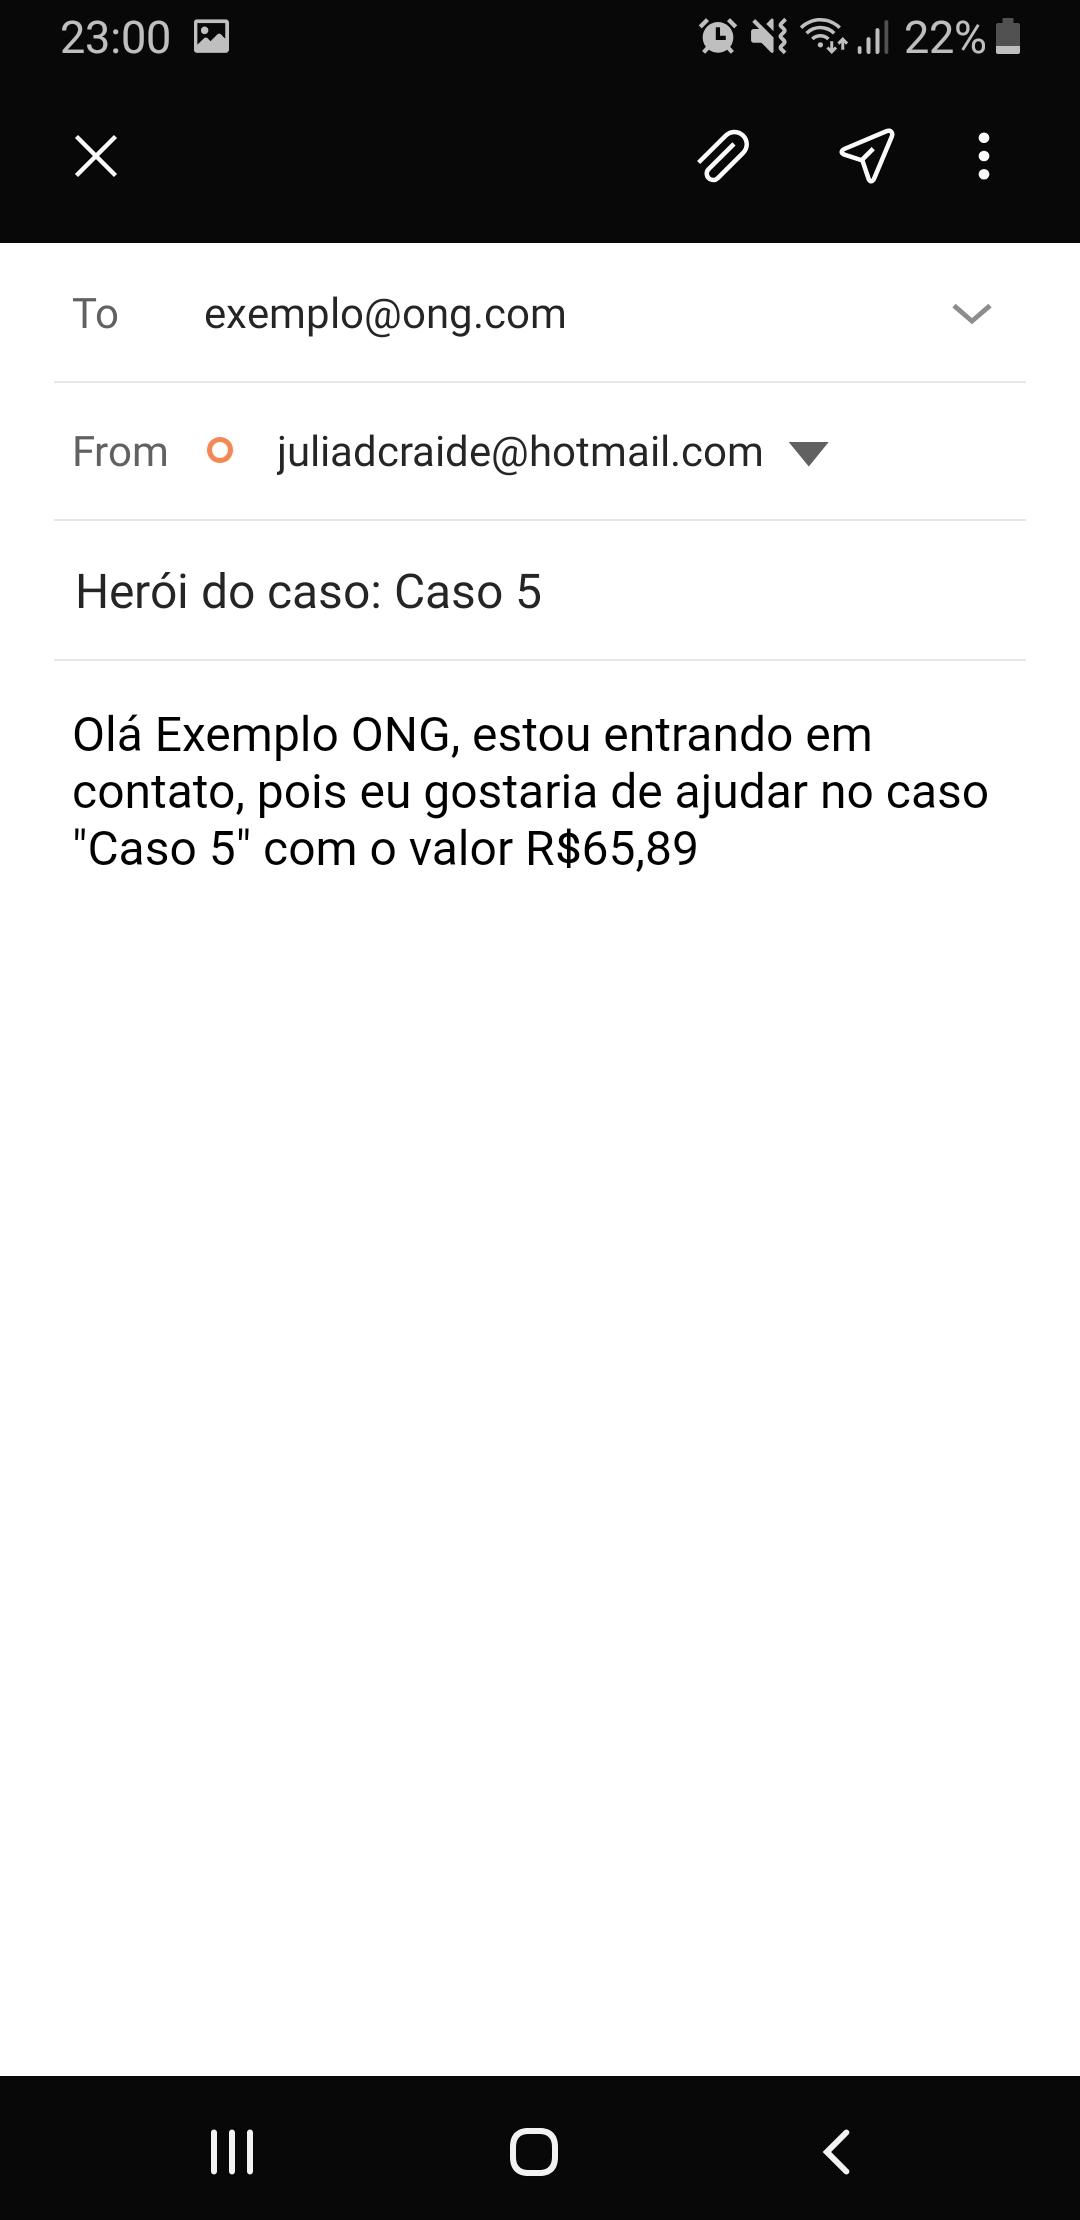 23:00 22%
To exemplo@ong.com
From juliadcraide@hotmail.com
Herói do caso: Caso 5
Olá Exemplo ONG, estou entrando em
contato, pois eu gostaria de ajudar no caso
"Caso 5" com o valor R$65,89